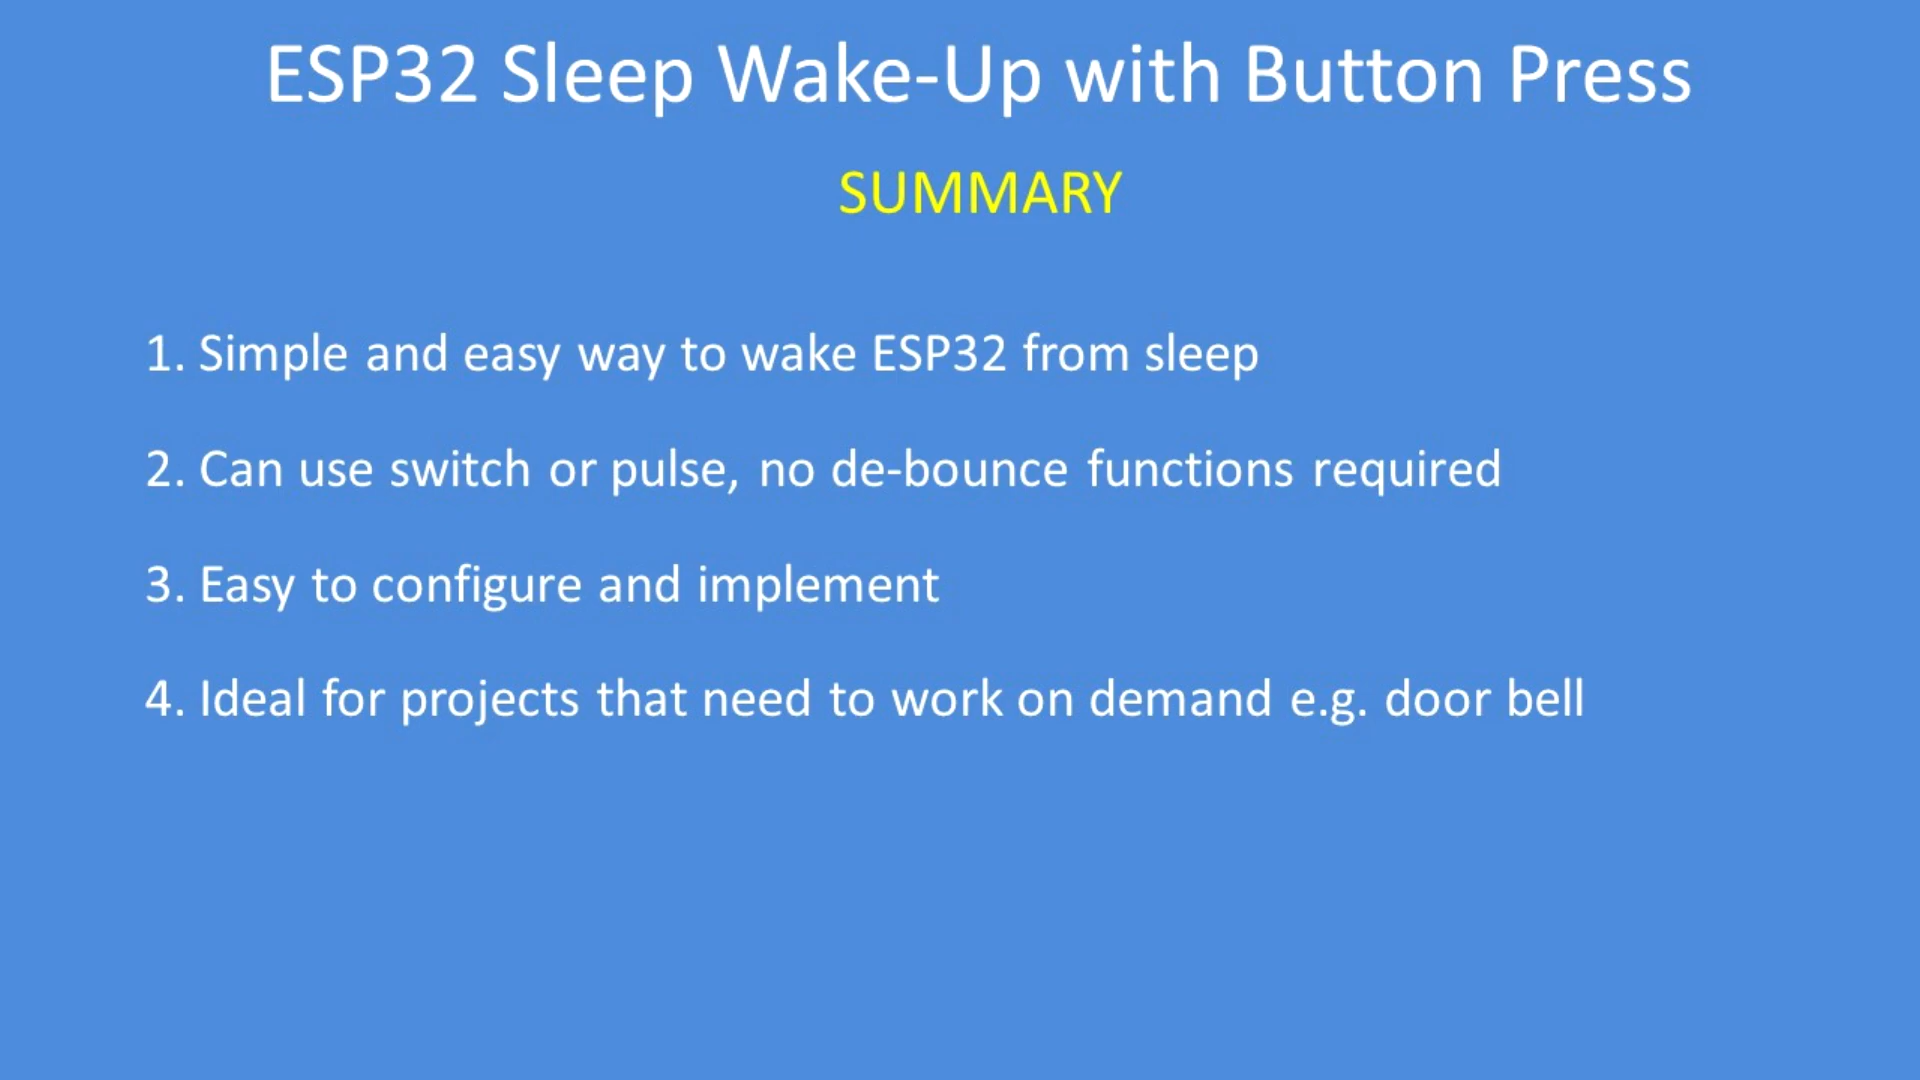 ESP32 Sleep Wake-Up with Button Press
SUMMARY
1. Simple and easy way to wake ESP32 from sleep
2. Can use switch or pulse, no de-bounce functions required
3. Easy to configure and implement
4. Ideal for projects that need to work on demand e.g. door bell